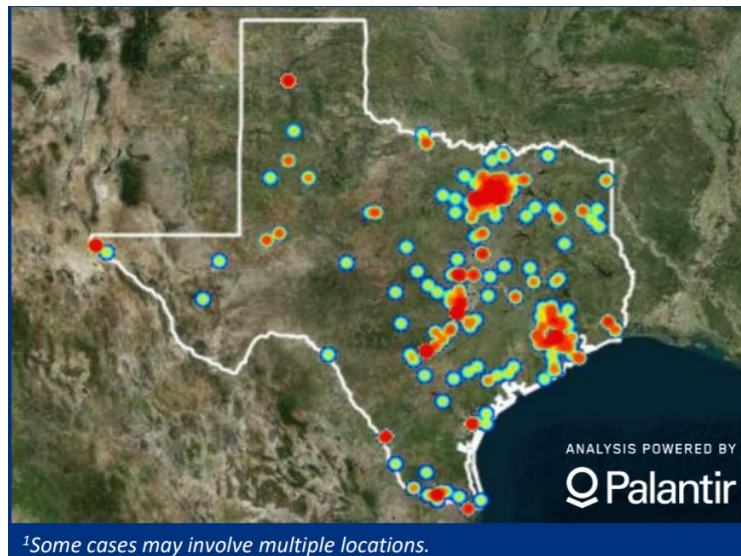 ANALYSIS POWERED BY
Palantir
¹Some cases may involve multiple locations.